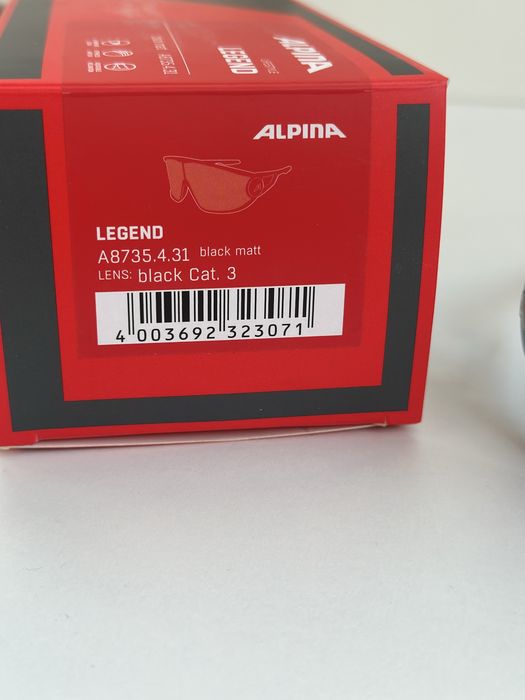 ALPINA
LEGEND
ALPINA
LEGEND
A8735.4.31 black matt
LENS: black Cat. 3
4 003692 323071